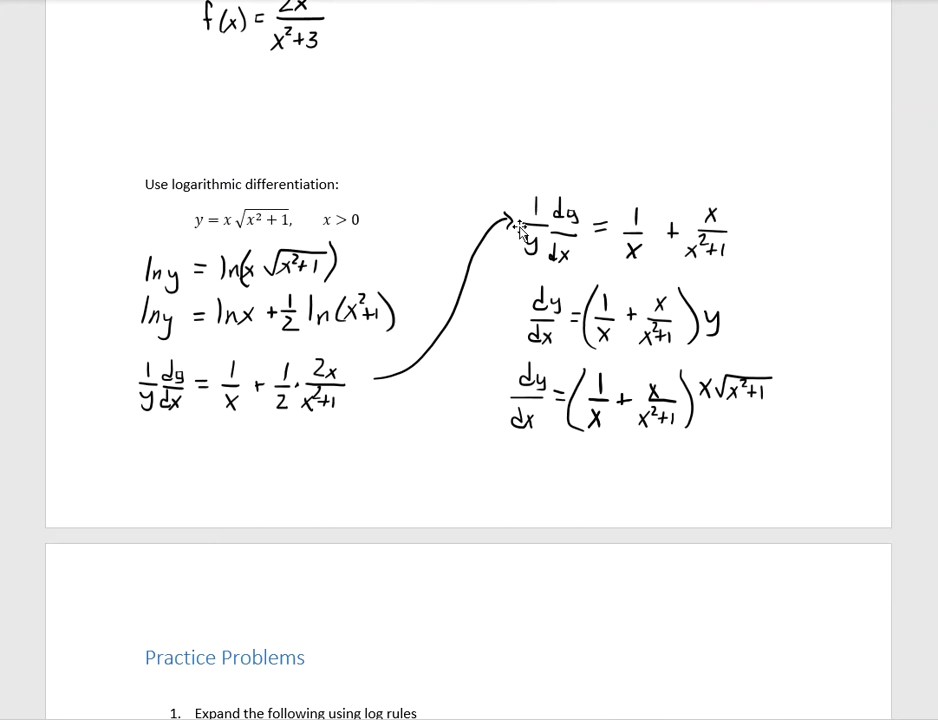 f(x) = 2x / x²+3
Use logarithmic differentiation:
y = x √(x² + 1),    x > 0
ln y = ln(x √(x²+1))
ln y = ln x + 1/2 ln(x²+1)
1/y dy/dx = 1/x + 1/2 · 2x/x²+1
1/y dy/dx = 1/x + x/x²+1
dy/dx = (1/x + x/x²+1) y
dy/dx = (1/x + x/x²+1) x√(x²+1)
Practice Problems
1. Expand the following using log rules